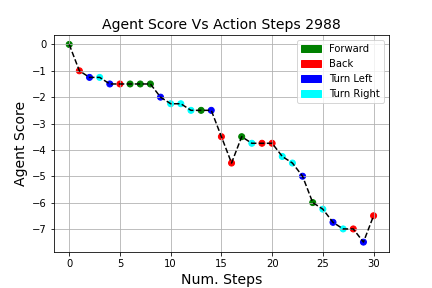 Agent Score Vs Action Steps 2988
Forward
Back
Turn Left
Turn Right
Agent Score
0
−1
−2
−3
−4
−5
−6
−7
0 5 10 15 20 25 30
Num. Steps